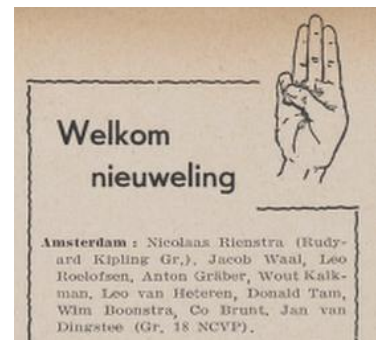 Welkom
nieuweling
Amsterdam : Nicolaas Rienstra (Rudy-
ard Kipling Gr.), Jacob Waal, Leo
Roelofsen, Anton Gräber, Wout Kalk-
man, Leo van Heteren, Donald Tam,
Wim Boonstra, Co Brunt, Jan van
Dingstee (Gr. 18 NCVP).